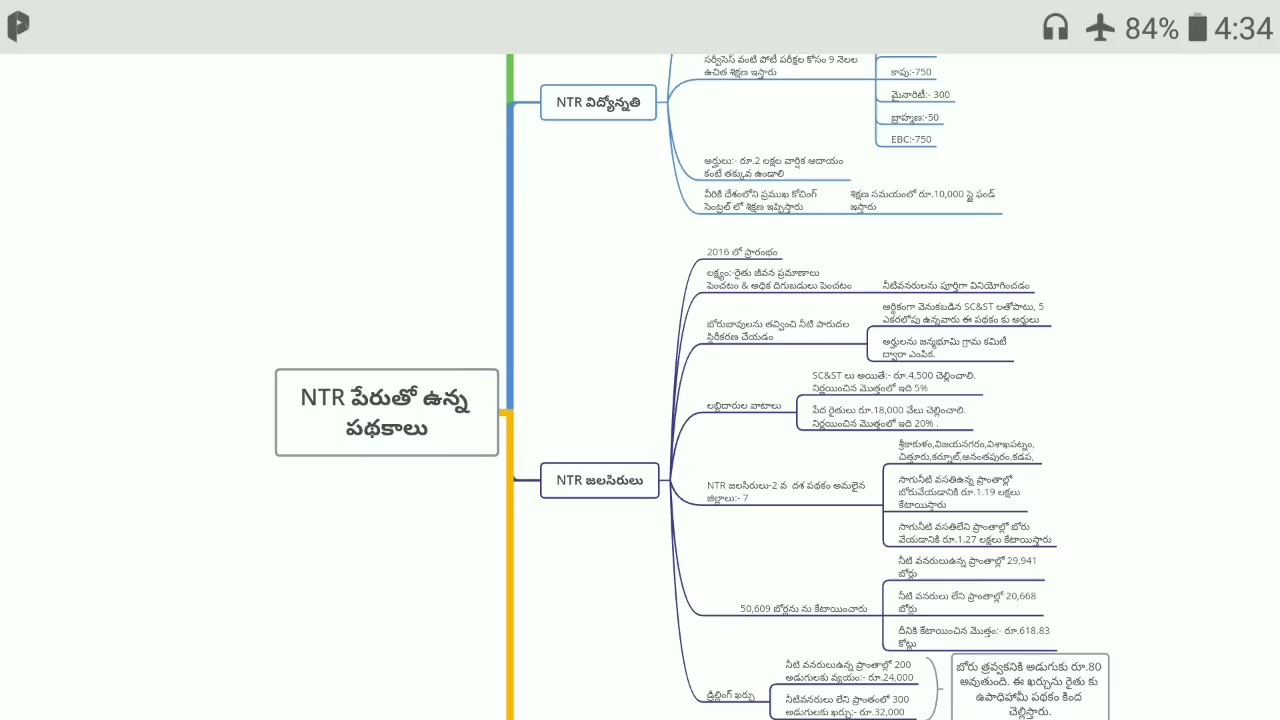 84% 4:34
సర్వీసెస్ వంటి పోటీ పరీక్షల కోసం 9 నెలల
ఉచిత శిక్షణ ఇస్తారు
కాపు:-750
మైనారిటీ:- 300
బ్రాహ్మణ:-50
EBC:-750
NTR విద్యోన్నతి
అర్హులు:- రూ.2 లక్షల వార్షిక ఆదాయం
కంటే తక్కువ ఉండాలి
వీరికి దేశంలోని ప్రముఖ కోచింగ్
సెంట్రల్ లో శిక్షణ ఇప్పిస్తారు
శిక్షణ సమయంలో రూ.10,000 స్టై ఫండ్
ఇస్తారు
NTR పేరుతో ఉన్న
పథకాలు
NTR జలసిరులు
2016 లో ప్రారంభం
లక్ష్యం:-రైతు జీవన ప్రమాణాలు
పెంచటం & అధిక దిగుబడులు పెంచటం
నీటివనరులను పూర్తిగా వినియోగించడం
బోరుబావులను తవ్వించి నీటి పారుదల
స్థిరీకరణ చేయడం
ఆర్థికంగా వెనుకబడిన SC&ST లతోపాటు, 5
ఎకరలోపు ఉన్నవారు ఈ పథకం కు అర్హులు
అర్హులను జన్మభూమి గ్రామ కమిటీ
ద్వారా ఎంపిక.
లబ్ధిదారుల వాటాలు
SC&ST లు అయితే:- రూ.4,500 చెల్లించాలి.
నిర్ణయించిన మొత్తంలో ఇది 5%
పేద రైతులు రూ.18,000 వేలు చెల్లించాలి.
నిర్ణయించిన మొత్తంలో ఇది 20% .
NTR జలసిరులు-2 వ దశ పథకం అమలైన
జిల్లాలు:- 7
శ్రీకాకుళం,విజయనగరం,విశాఖపట్నం,
చిత్తూరు,కర్నూల్,అనంతపురం,కడప,
సాగునీటి వసతిఉన్న ప్రాంతాల్లో
బోరువేయడానికి రూ.1.19 లక్షలు
కేటాయిస్తారు
సాగునీటి వసతిలేని ప్రాంతాల్లో బోరు
వేయడానికి రూ.1.27 లక్షలు కేటాయిస్తారు
50,609 బోర్లను ను కేటాయించారు
నీటి వనరులుఉన్న ప్రాంతాల్లో 29,941
బోర్లు
నీటి వనరులు లేని ప్రాంతాల్లో 20,668
బోర్లు
దీనికి కేటాయించిన మొత్తం:- రూ.618.83
కోట్లు
డ్రిల్లింగ్ ఖర్చు
నీటి వనరులుఉన్న ప్రాంతాల్లో 200
అడుగులకు వ్యయం:- రూ.24,000
నీటివనరులు లేని ప్రాంతంలో 300
అడుగులకు ఖర్చు:- రూ.32,000
బోరు త్రవ్వకనికి అడుగుకు రూ.80
అవుతుంది. ఈ ఖర్చును రైతు కు
ఉపాధిహామీ పథకం కింద
చెల్లిస్తారు.